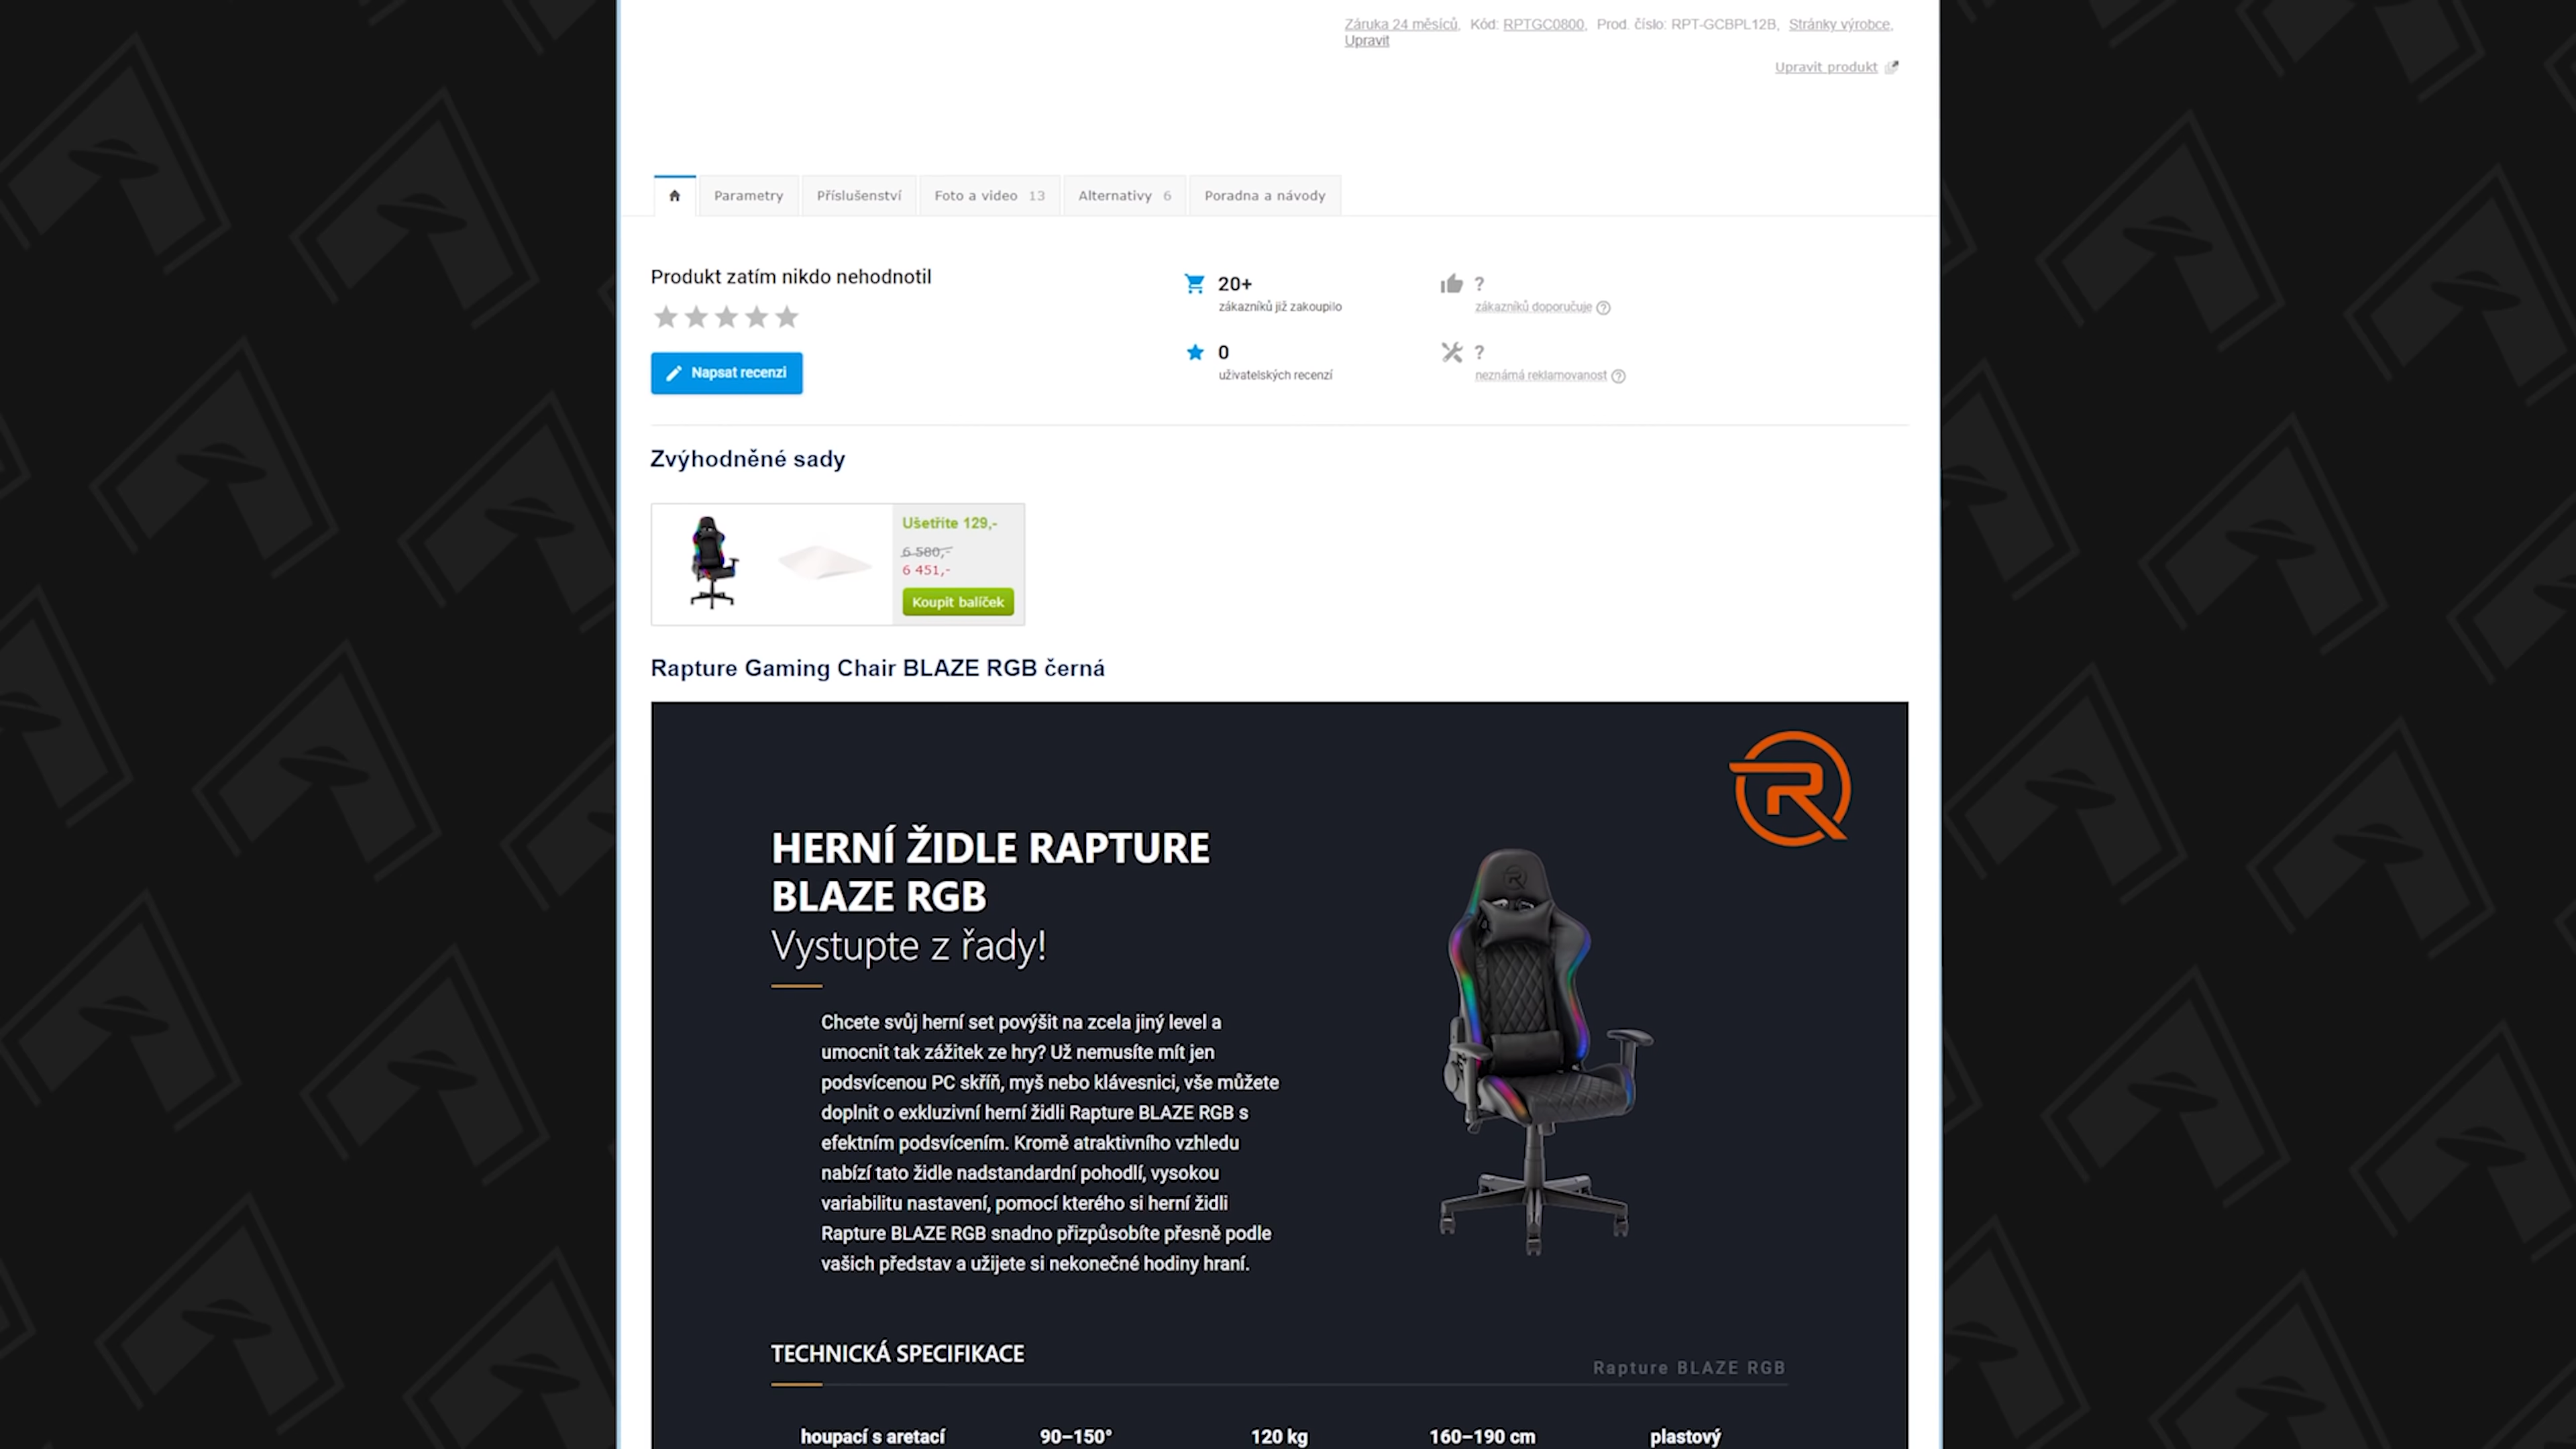 Záruka 24 měsíců, Kód: RPTGC0800, Prod. číslo: RPT-GCBPL12B, Stránky výrobce,
Upravit
Upravit produkt
Parametry Příslušenství Foto a video 13 Alternativy 6 Poradna a návody
Produkt zatím nikdo nehodnotil
Napsat recenzi
20+
zákazníků již zakoupilo
?
zákazníků doporučuje ?
0
uživatelských recenzí
?
neznámá reklamovanost ?
Zvýhodněné sady
Ušetříte 129,-
6 580,-
6 451,-
Koupit balíček
Rapture Gaming Chair BLAZE RGB černá
HERNÍ ŽIDLE RAPTURE
BLAZE RGB
Vystupte z řady!
Chcete svůj herní set povýšit na zcela jiný level a
umocnit tak zážitek ze hry? Už nemusíte mít jen
podsvícenou PC skříň, myš nebo klávesnici, vše můžete
doplnit o exkluzivní herní židli Rapture BLAZE RGB s
efektním podsvícením. Kromě atraktivního vzhledu
nabízí tato židle nadstandardní pohodlí, vysokou
variabilitu nastavení, pomocí kterého si herní židli
Rapture BLAZE RGB snadno přizpůsobíte přesně podle
vašich představ a užijete si nekonečné hodiny hraní.
TECHNICKÁ SPECIFIKACE
Rapture BLAZE RGB
houpací s aretací 90–150° 120 kg 160–190 cm plastový